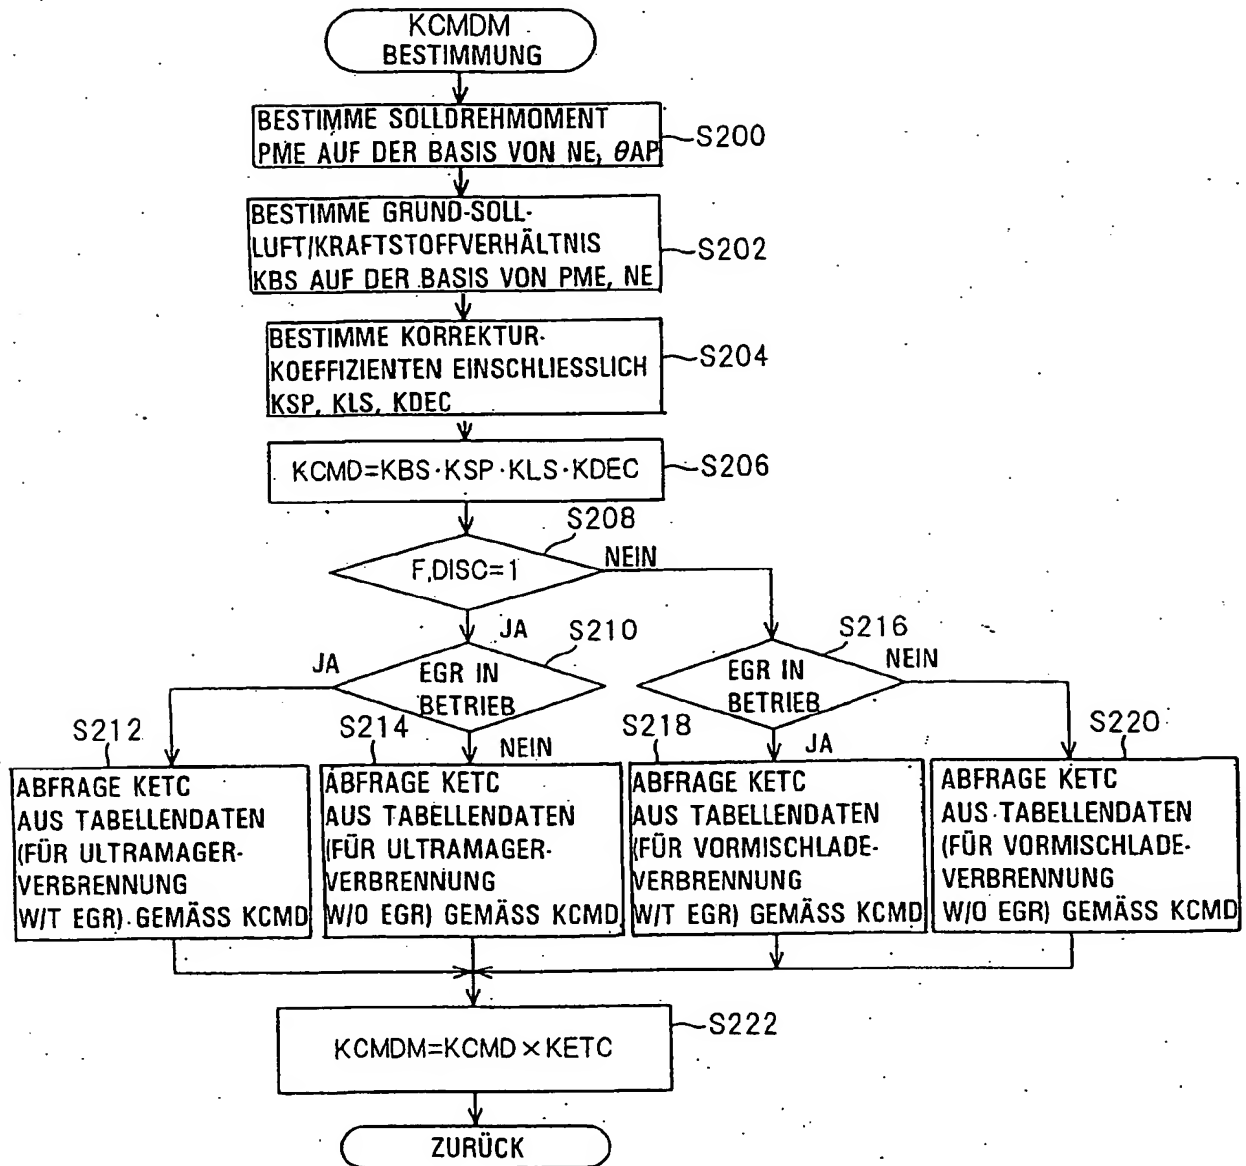 KCMDM
BESTIMMUNG
BESTIMME SOLLDREHMOMENT
PME AUF DER BASIS VON NE, θAP
S200
BESTIMME GRUND-SOLL-
LUFT/KRAFTSTOFFVERHÄLTNIS
KBS AUF DER BASIS VON PME, NE
S202
BESTIMME KORREKTUR-
KOEFFIZIENTEN EINSCHLIESSLICH
KSP, KLS, KDEC
S204
KCMD=KBS·KSP·KLS·KDEC
S206
S208
F,DISC=1
NEIN
JA
S210
JA
EGR IN
BETRIEB
NEIN
S216
EGR IN
BETRIEB
NEIN
JA
S212
ABFRAGE KETC
AUS TABELLENDATEN
(FÜR ULTRAMAGER-
VERBRENNUNG
W/T EGR) GEMÄSS KCMD
S214
ABFRAGE KETC
AUS TABELLENDATEN
(FÜR ULTRAMAGER-
VERBRENNUNG
W/O EGR) GEMÄSS KCMD
S218
ABFRAGE KETC
AUS TABELLENDATEN
(FÜR VORMISCHLADE-
VERBRENNUNG
W/T EGR) GEMÄSS KCMD
S220
ABFRAGE KETC
AUS TABELLENDATEN
(FÜR VORMISCHLADE-
VERBRENNUNG
W/O EGR) GEMÄSS KCMD
KCMDM=KCMD×KETC
S222
ZURÜCK